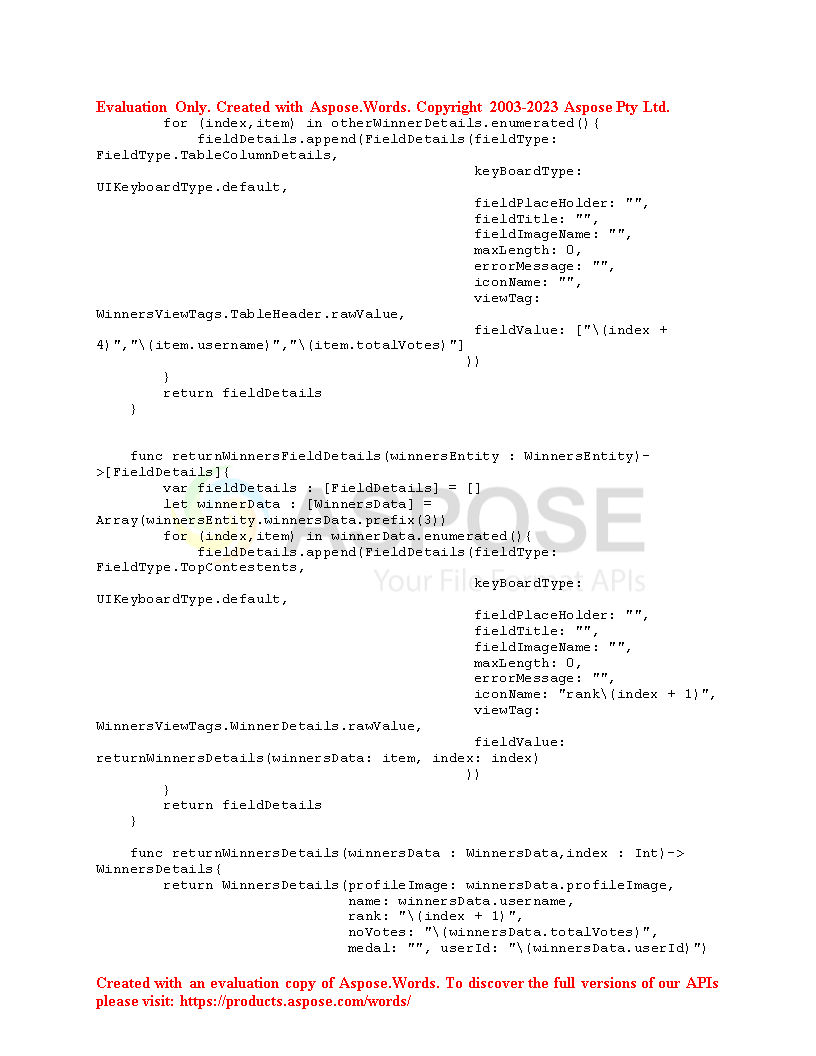 Evaluation Only. Created with Aspose.Words. Copyright 2003-2023 Aspose Pty Ltd.
        for (index,item) in otherWinnerDetails.enumerated(){
            fieldDetails.append(FieldDetails(fieldType:
FieldType.TableColumnDetails,
                                             keyBoardType:
UIKeyboardType.default,
                                             fieldPlaceHolder: "",
                                             fieldTitle: "",
                                             fieldImageName: "",
                                             maxLength: 0,
                                             errorMessage: "",
                                             iconName: "",
                                             viewTag:
WinnersViewTags.TableHeader.rawValue,
                                             fieldValue: ["\(index +
4)","\(item.username)","\(item.totalVotes)"]
                                            ))
        }
        return fieldDetails
    }

    func returnWinnersFieldDetails(winnersEntity : WinnersEntity)-
>[FieldDetails]{
        var fieldDetails : [FieldDetails] = []
        let winnerData : [WinnersData] =
Array(winnersEntity.winnersData.prefix(3))
        for (index,item) in winnerData.enumerated(){
            fieldDetails.append(FieldDetails(fieldType:
FieldType.TopContestents,
                                             keyBoardType:
UIKeyboardType.default,
                                             fieldPlaceHolder: "",
                                             fieldTitle: "",
                                             fieldImageName: "",
                                             maxLength: 0,
                                             errorMessage: "",
                                             iconName: "rank\(index + 1)",
                                             viewTag:
WinnersViewTags.WinnerDetails.rawValue,
                                             fieldValue:
returnWinnersDetails(winnersData: item, index: index)
                                            ))
        }
        return fieldDetails
    }

    func returnWinnersDetails(winnersData : WinnersData,index : Int)->
WinnersDetails{
        return WinnersDetails(profileImage: winnersData.profileImage,
                              name: winnersData.username,
                              rank: "\(index + 1)",
                              noVotes: "\(winnersData.totalVotes)",
                              medal: "", userId: "\(winnersData.userId)")
ASPOSE
Your File Format APIs
Created with an evaluation copy of Aspose.Words. To discover the full versions of our APIs
please visit: https://products.aspose.com/words/